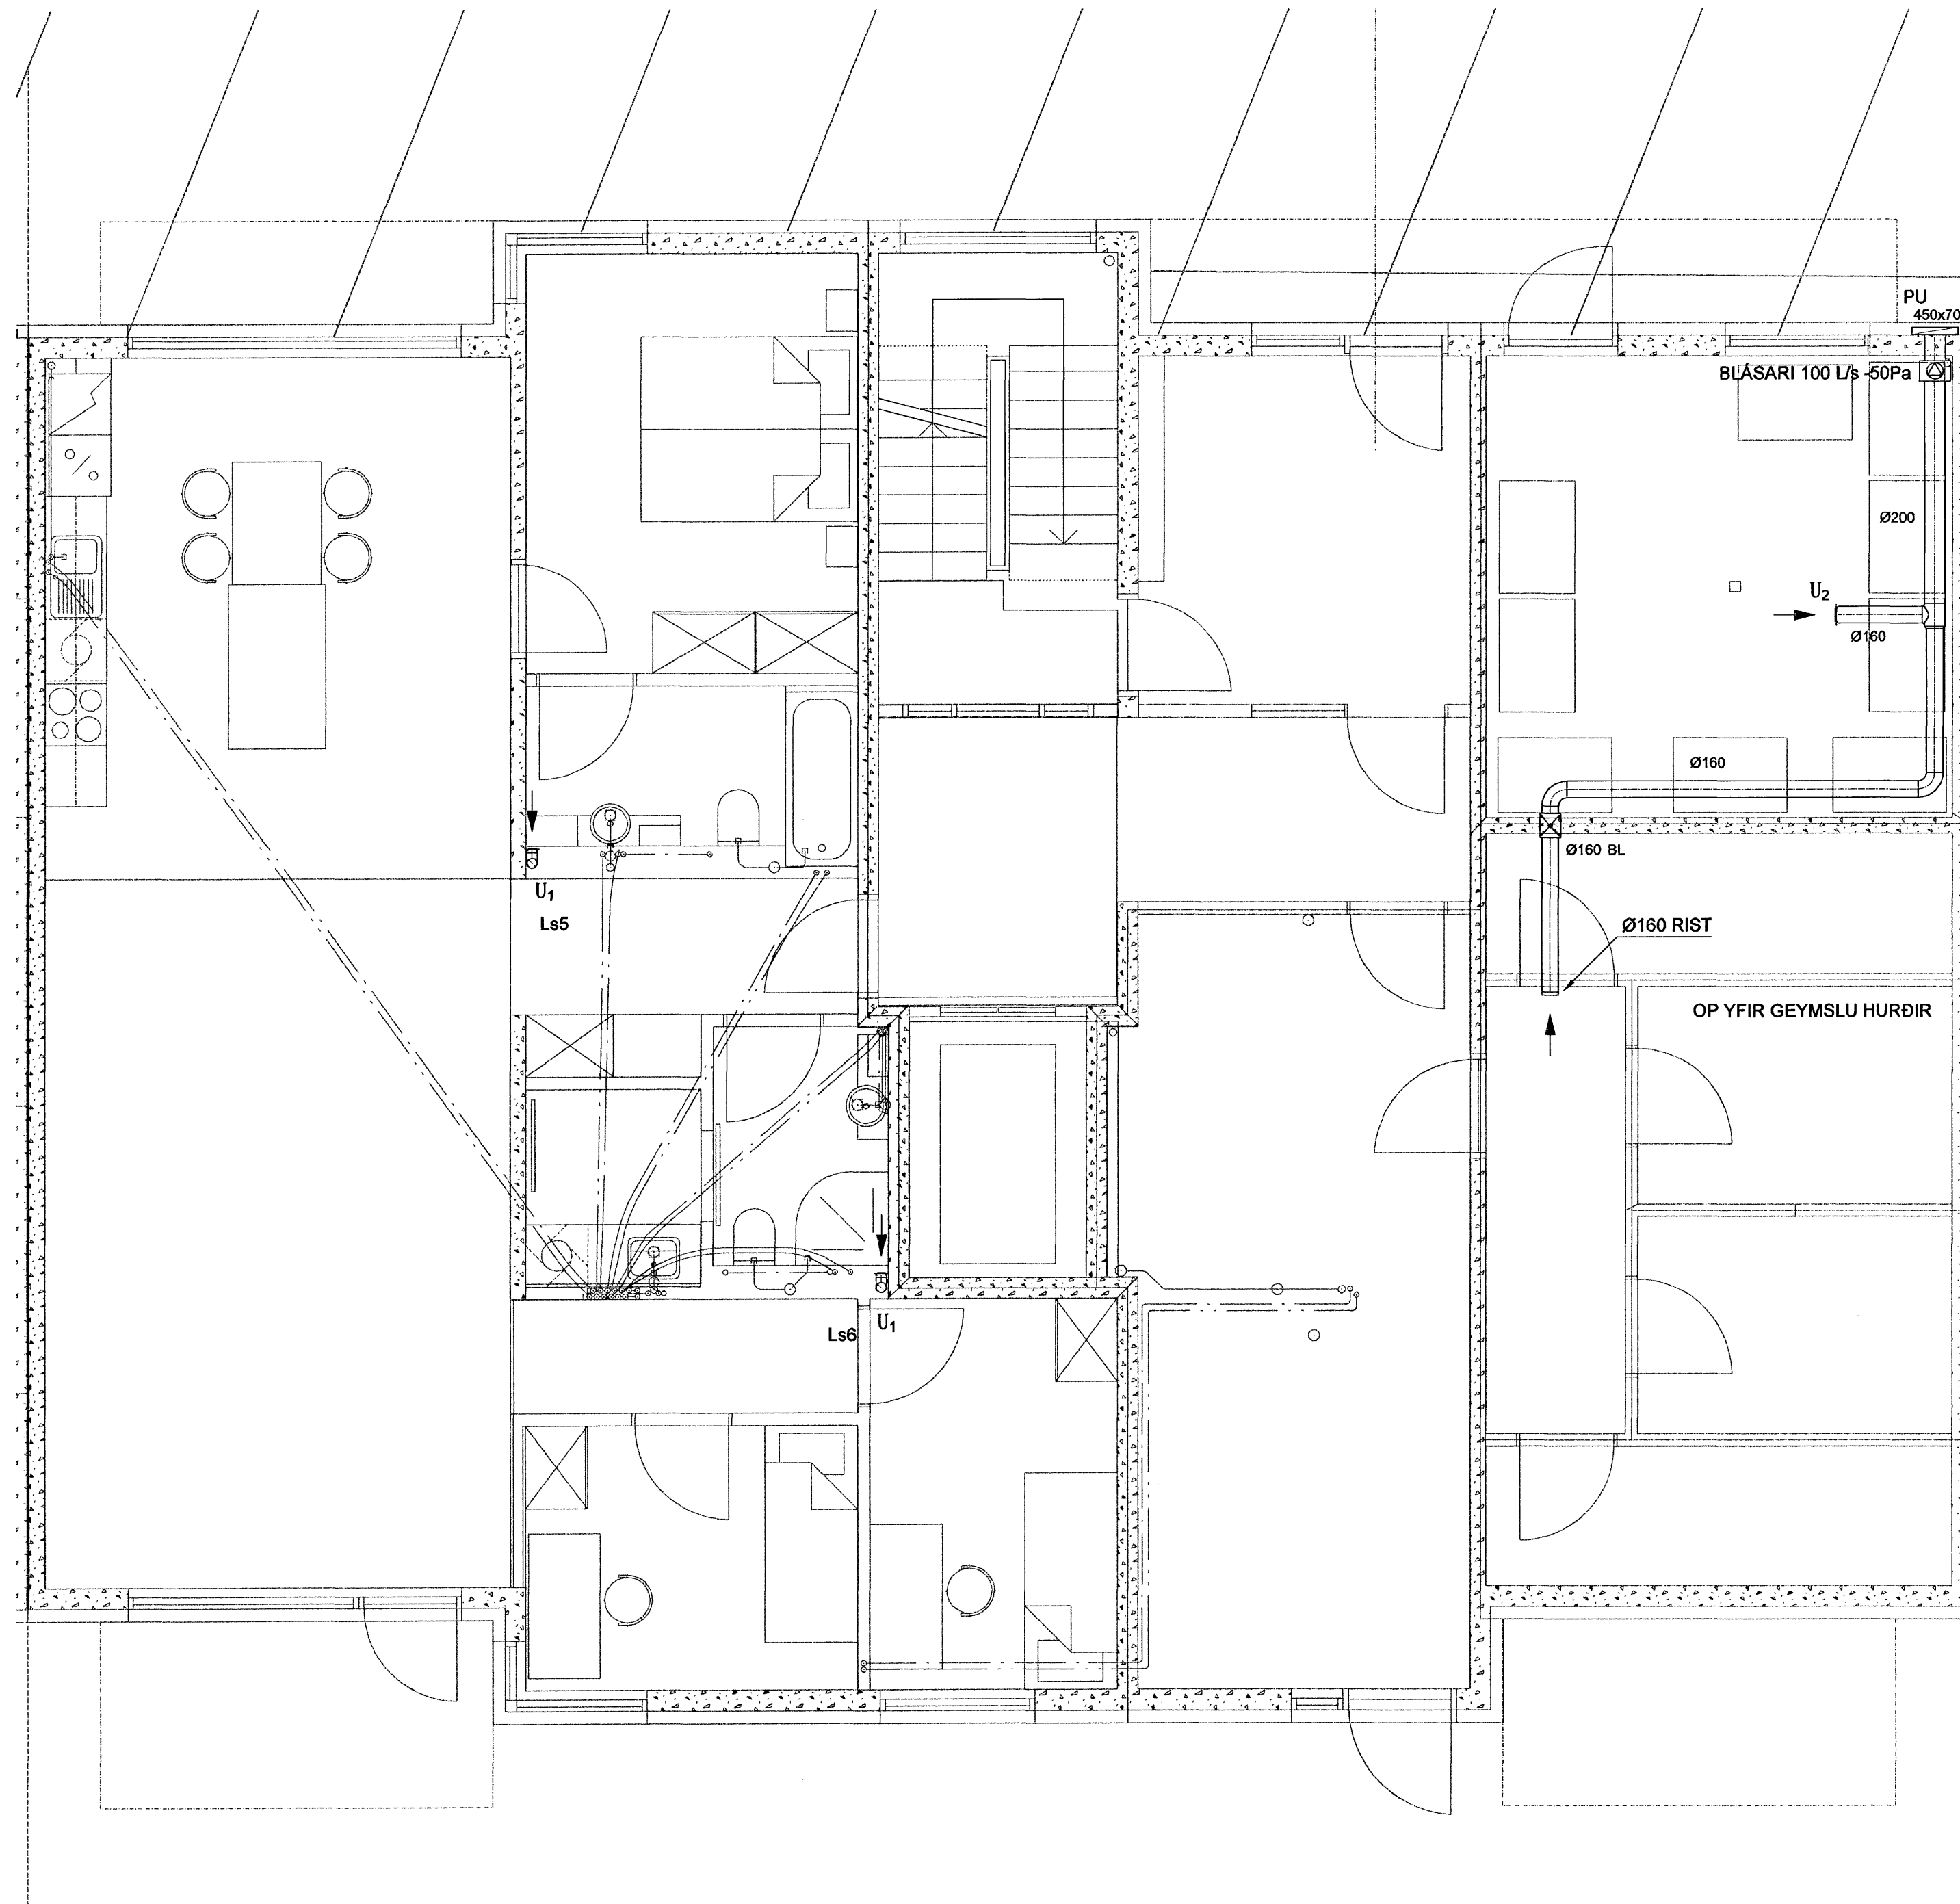 PU
450x70
BLÁSARI 100 L/s -50Pa
Ø200
U₂
Ø160
Ø160
Ø160 BL
U₁
Ls5
Ø160 RIST
OP YFIR GEYMSLU HURÐIR
Ls6
U₁